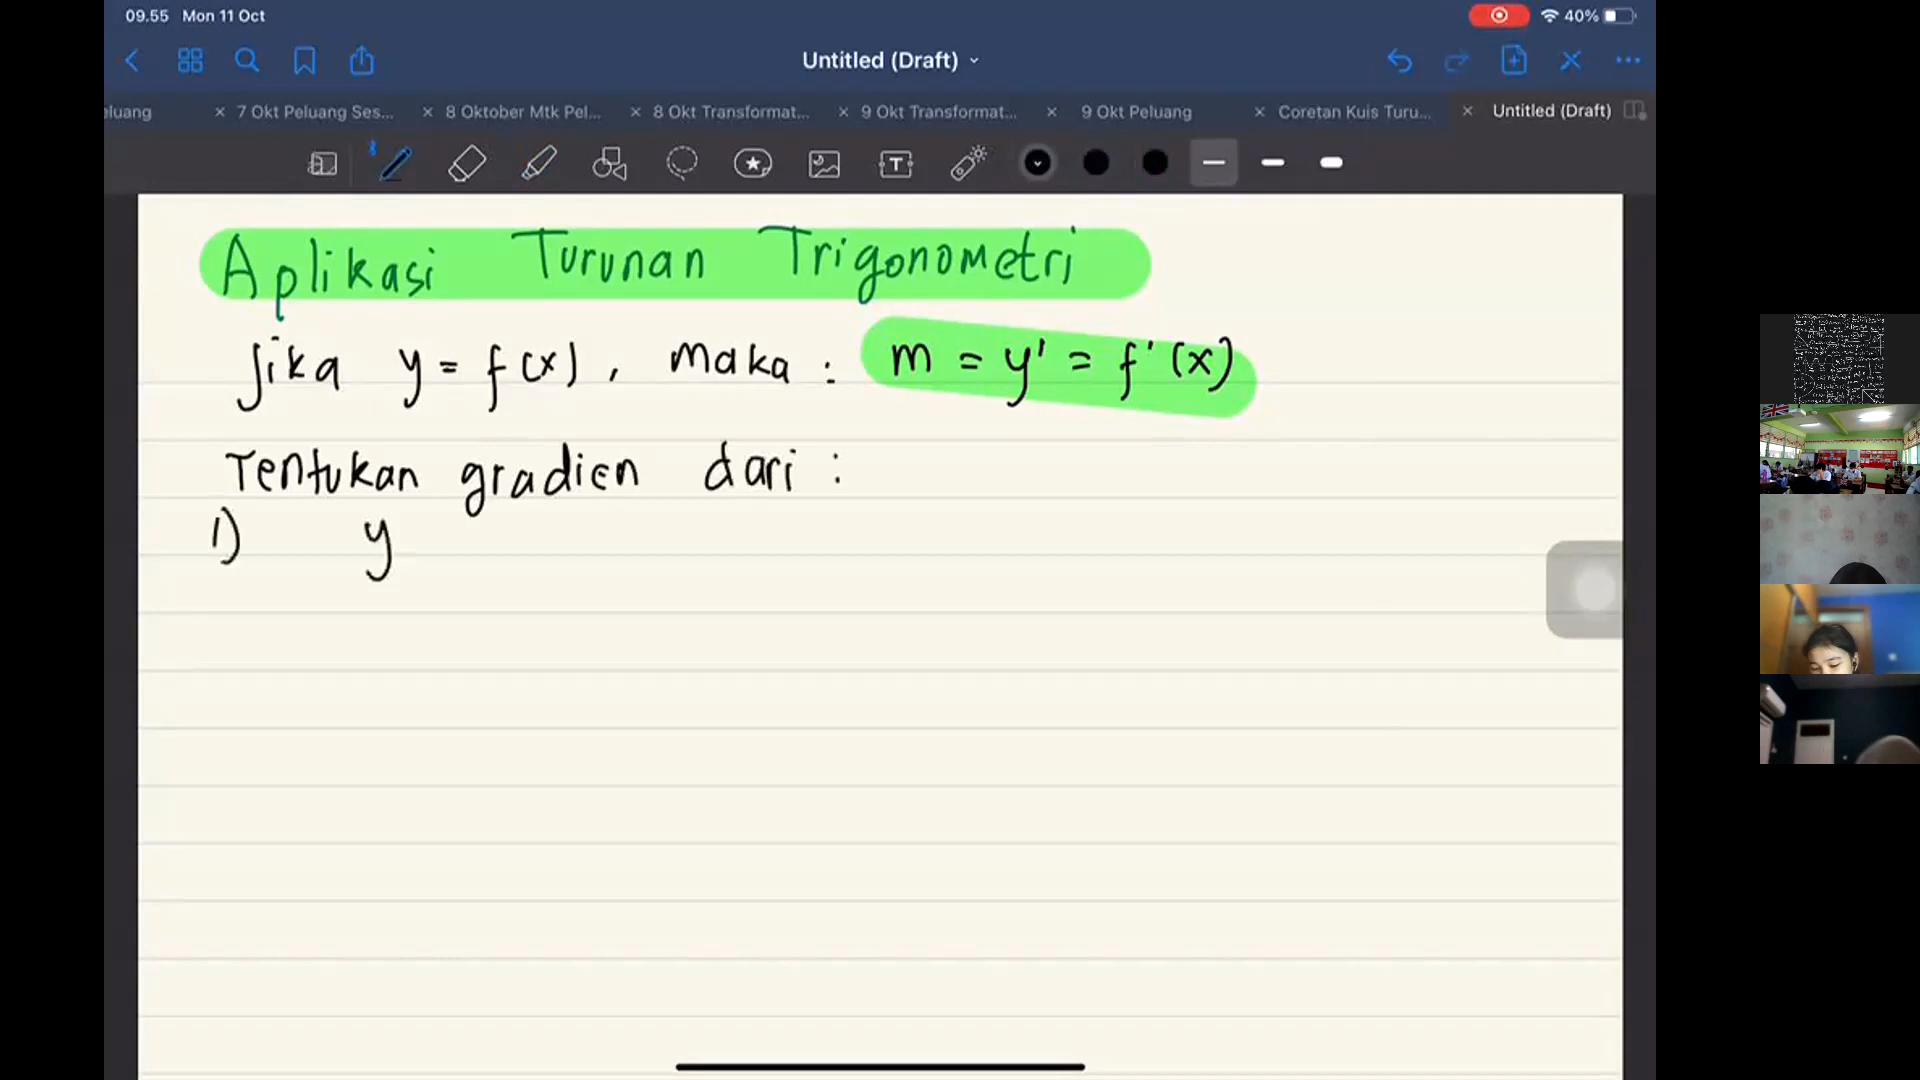 09.55 Mon 11 Oct
40%
Untitled (Draft)
eluang
7 Okt Peluang Ses...
8 Oktober Mtk Pel...
8 Okt Transformat...
9 Okt Transformat...
9 Okt Peluang
Coretan Kuis Turu...
Untitled (Draft)
Aplikasi Turunan Trigonometri
Jika y = f(x), maka : m = y' = f'(x)
Tentukan gradien dari :
1) y